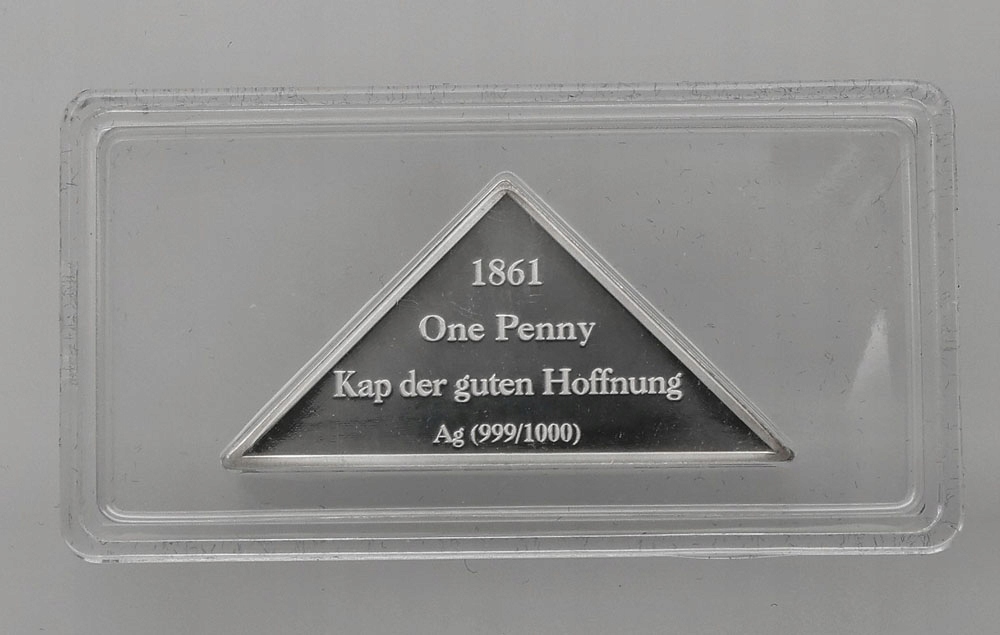 1861
One Penny
Kap der guten Hoffnung
Ag (999/1000)